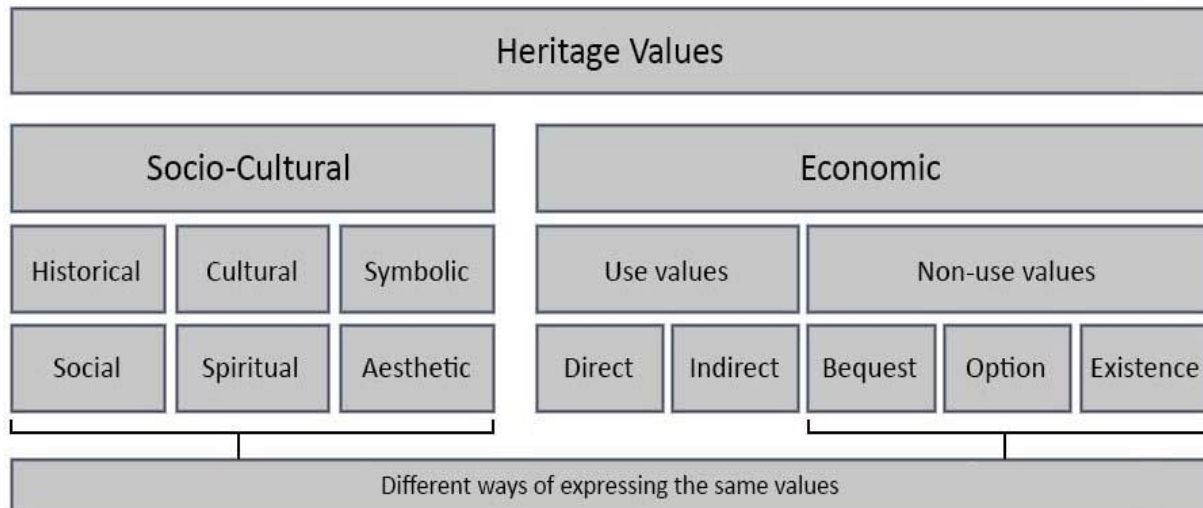 Heritage Values
Socio-Cultural
Economic
Historical
Cultural
Symbolic
Use values
Non-use values
Social
Spiritual
Aesthetic
Direct
Indirect
Bequest
Option
Existence
Different ways of expressing the same values